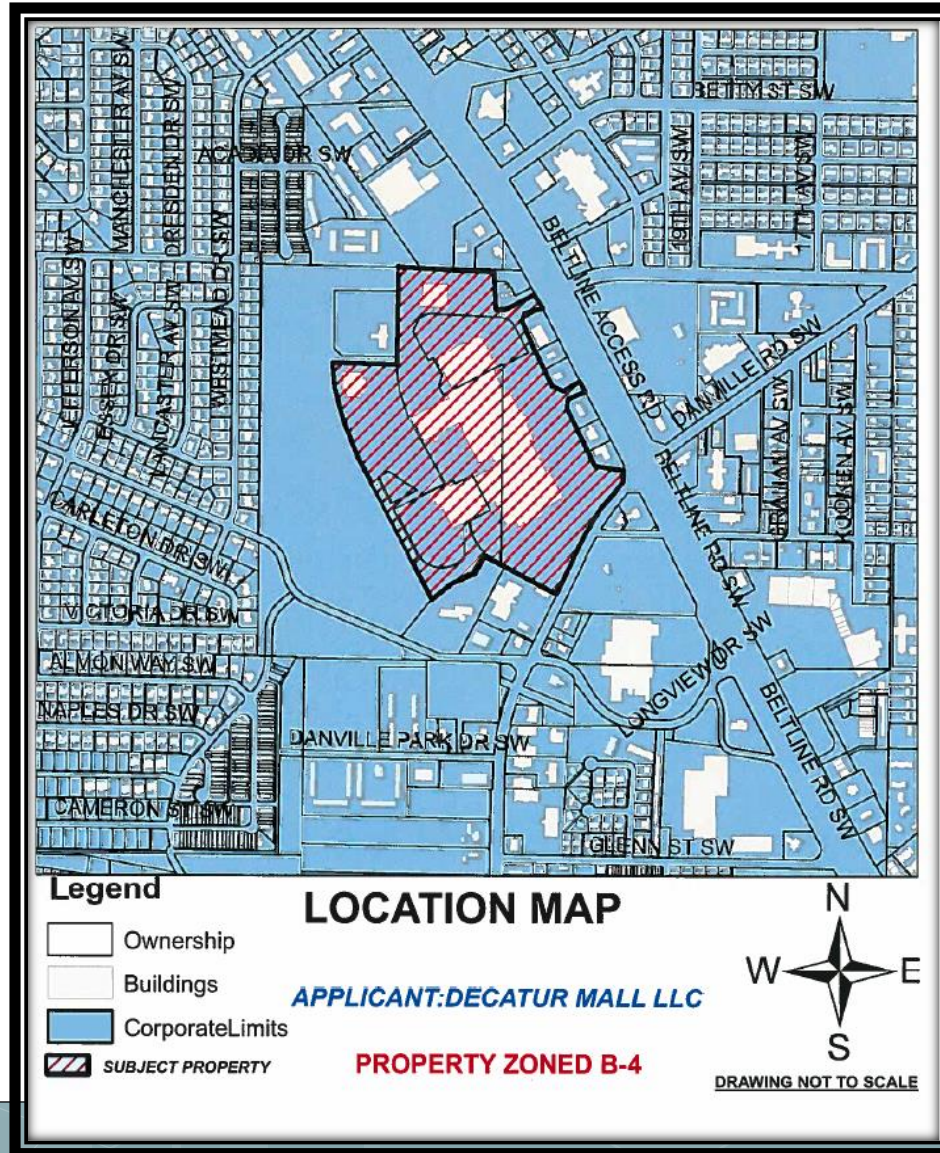 BETTY ST SW
MANCHESTER AV SW
DRESDEN DR SW
ACADIA DR SW
19TH AV SW
17TH AV SW
WESTMEAD DR SW
BELTLINE ACCESS RD
JEFFERSON AV SW
ESSEX DR SW
LANCASTER AV SW
DANVILLE RD SW
GRAHAM AV SW
BELTLINE RD SW
CARLETON DR SW
VICTORIA DR SW
ALMON WAY SW
LONGVIEW DR SW
NAPLES DR SW
DANVILLE PARK DR SW
BELTLINE RD SW
CAMERON ST SW
GLENN ST SW
Legend
Ownership
Buildings
CorporateLimits
SUBJECT PROPERTY
LOCATION MAP
APPLICANT:DECATUR MALL LLC
PROPERTY ZONED B-4
N
W E
S
DRAWING NOT TO SCALE